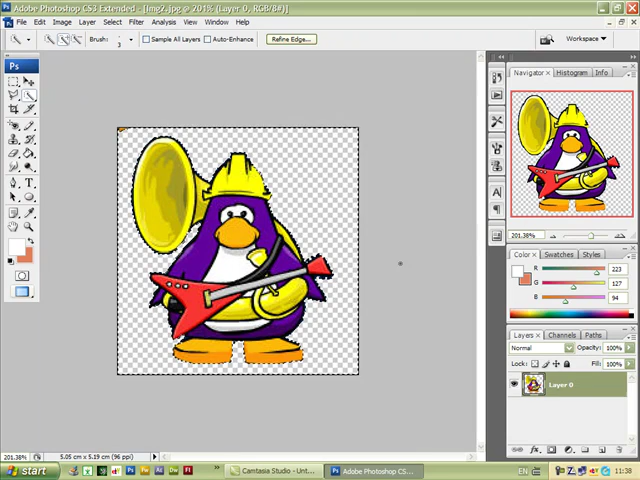 Adobe Photoshop CS3 Extended - [img2.jpg @ 201% (Layer 0, RGB/8#)]
File Edit Image Layer Select Filter Analysis View Window Help
Brush: 3 Sample All Layers Auto-Enhance Refine Edge... Workspace
Ps
Navigator Histogram Info
201.38%
Color Swatches Styles
R 223
G 127
B 94
Layers Channels Paths
Normal Opacity: 100%
Lock: Fill: 100%
Layer 0
201.38% 5.05 cm x 5.19 cm (96 ppi)
start Camtasia Studio - Unt... Adobe Photoshop CS... EN 11:38